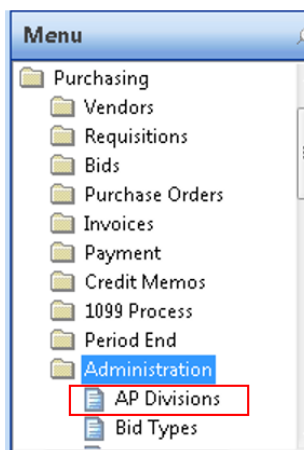 Menu
Purchasing
Vendors
Requisitions
Bids
Purchase Orders
Invoices
Payment
Credit Memos
1099 Process
Period End
Administration
AP Divisions
Bid Types